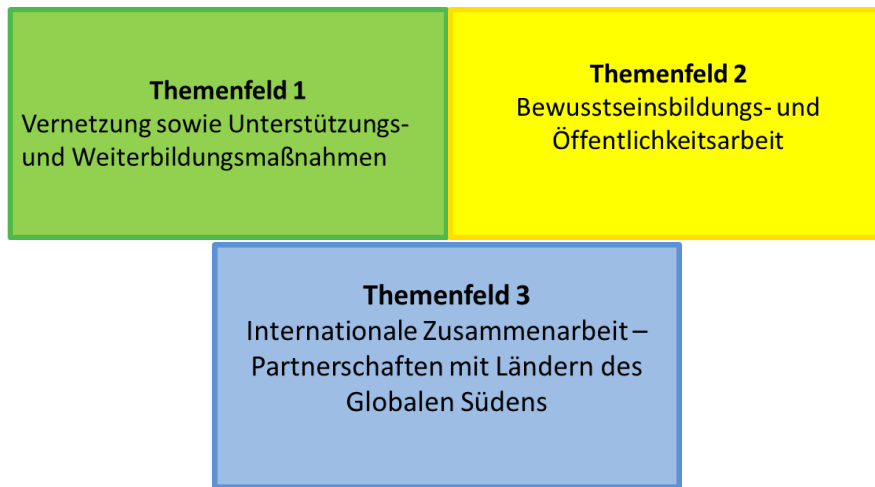 Themenfeld 1
Vernetzung sowie Unterstützungs-
und Weiterbildungsmaßnahmen
Themenfeld 2
Bewusstseinsbildungs- und
Öffentlichkeitsarbeit
Themenfeld 3
Internationale Zusammenarbeit –
Partnerschaften mit Ländern des
Globalen Südens